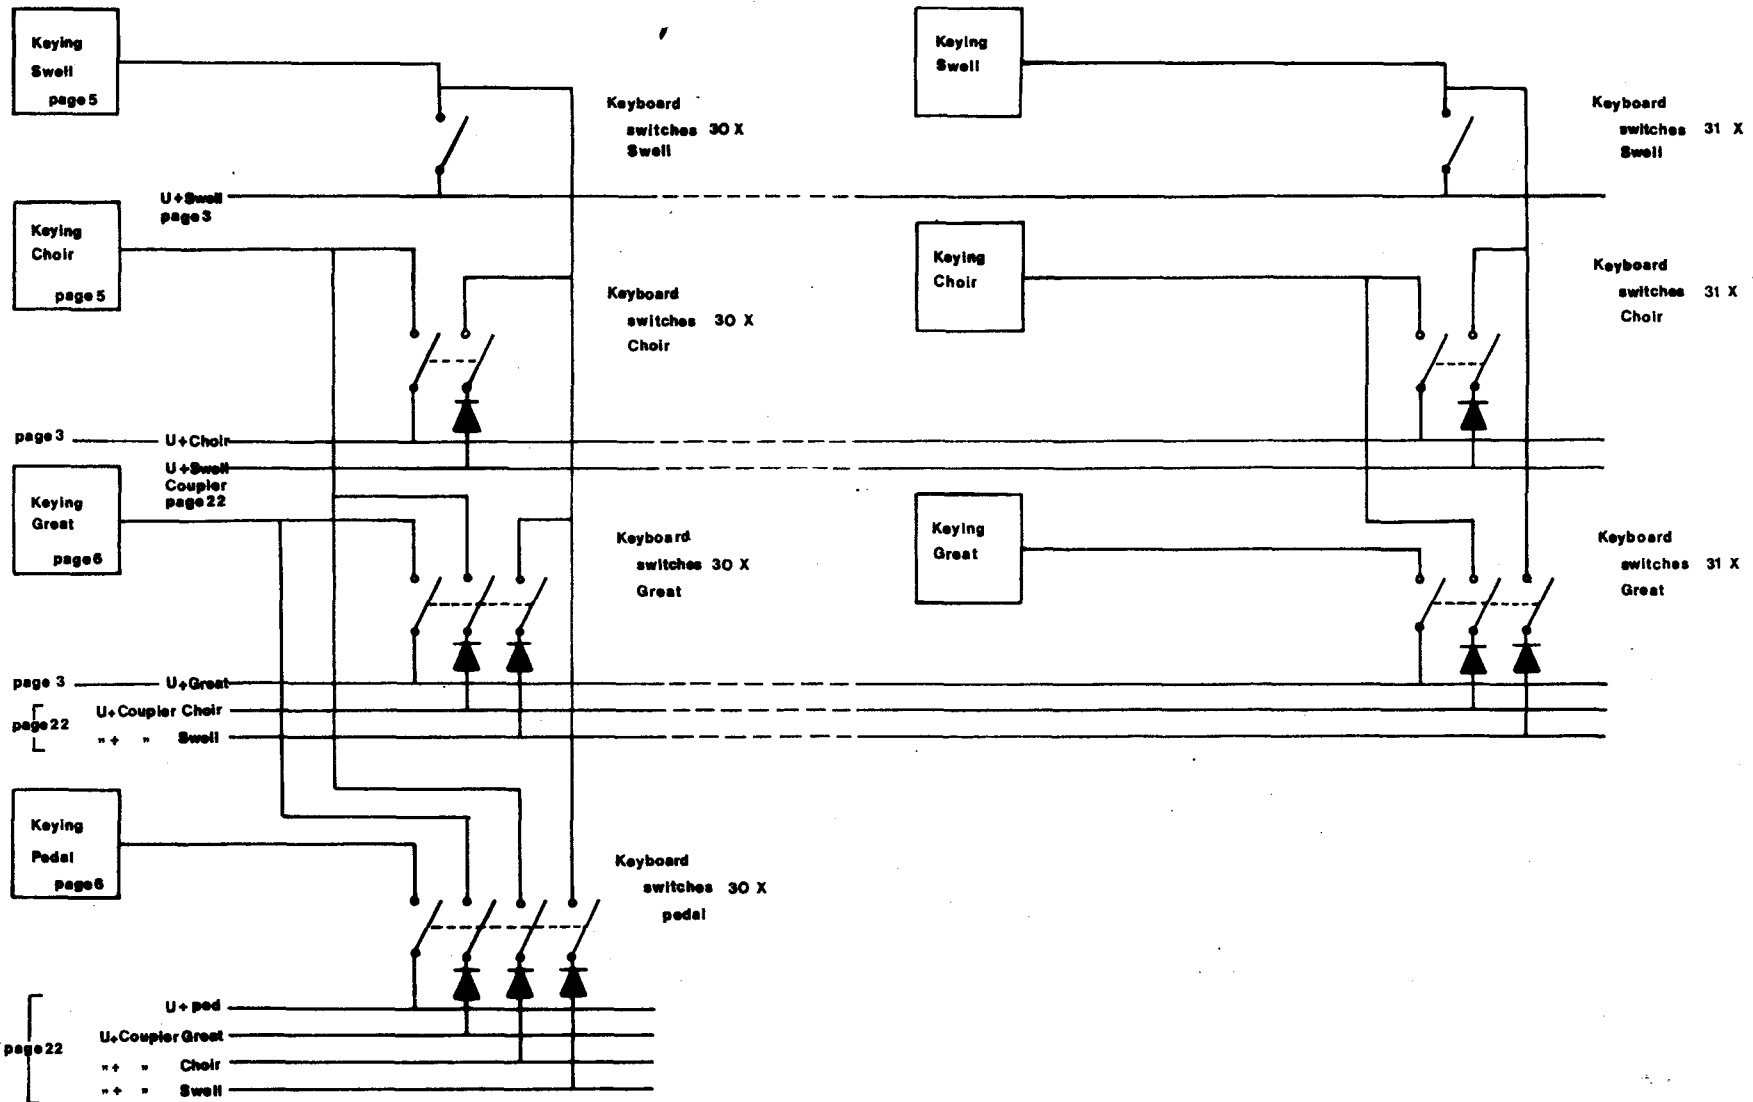 Keying
Swell
page 5
Keyboard
switches 30 X
Swell
Keying
Swell
Keyboard
switches 31 X
Swell
U+Swell
page 3
Keying
Choir
page 5
Keyboard
switches 30 X
Choir
Keying
Choir
Keyboard
switches 31 X
Choir
page 3
U+Choir
U+Swell
Coupler
page 22
Keying
Great
page 6
Keyboard
switches 30 X
Great
Keying
Great
Keyboard
switches 31 X
Great
page 3
U+Great
page 22
U+Coupler Choir
"+ " Swell
Keying
Pedal
page 6
Keyboard
switches 30 X
pedal
U+ped
page 22
U+Coupler Great
"+ " Choir
"+ " Swell